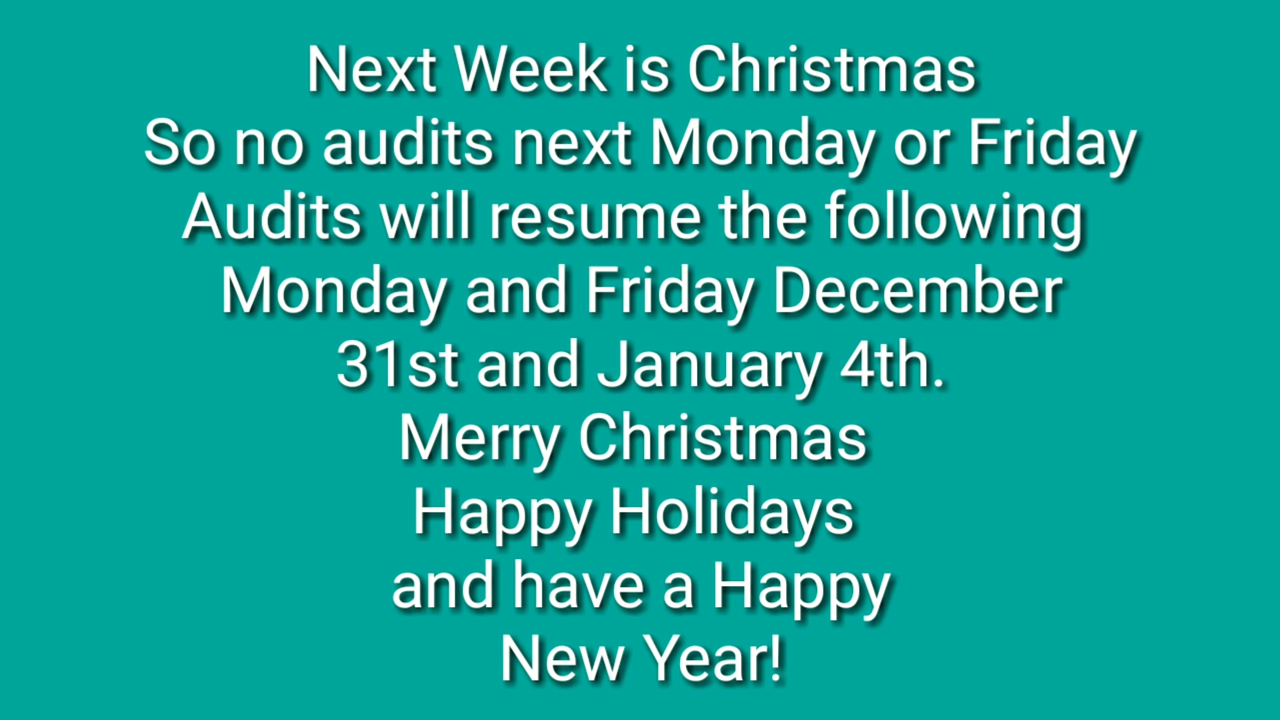 Next Week is Christmas
So no audits next Monday or Friday
Audits will resume the following
Monday and Friday December
31st and January 4th.
Merry Christmas
Happy Holidays
and have a Happy
New Year!